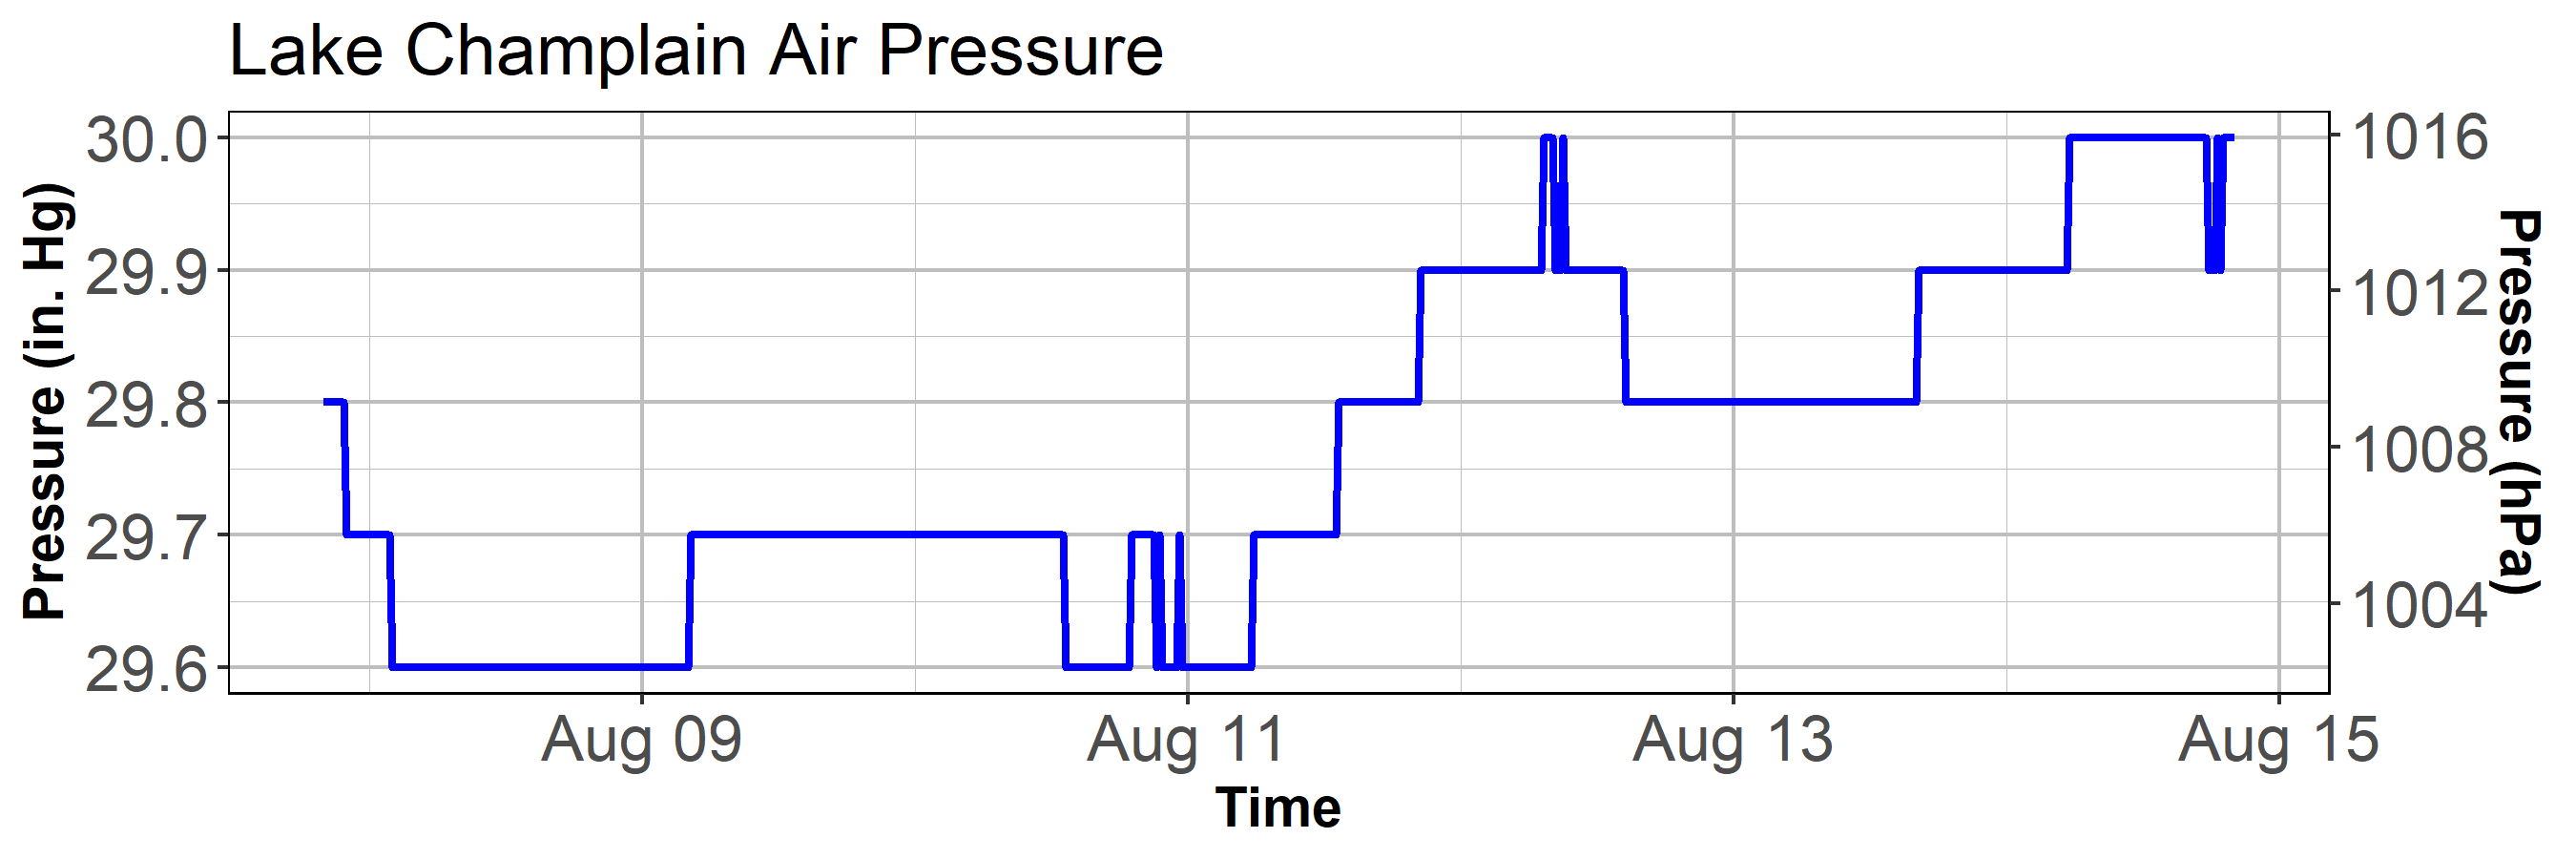 Lake Champlain Air Pressure
Pressure (in. Hg)
30.0
29.9
29.8
29.7
29.6
1016
1012
1008
1004
Pressure (hPa)
Aug 09 Aug 11 Aug 13 Aug 15
Time